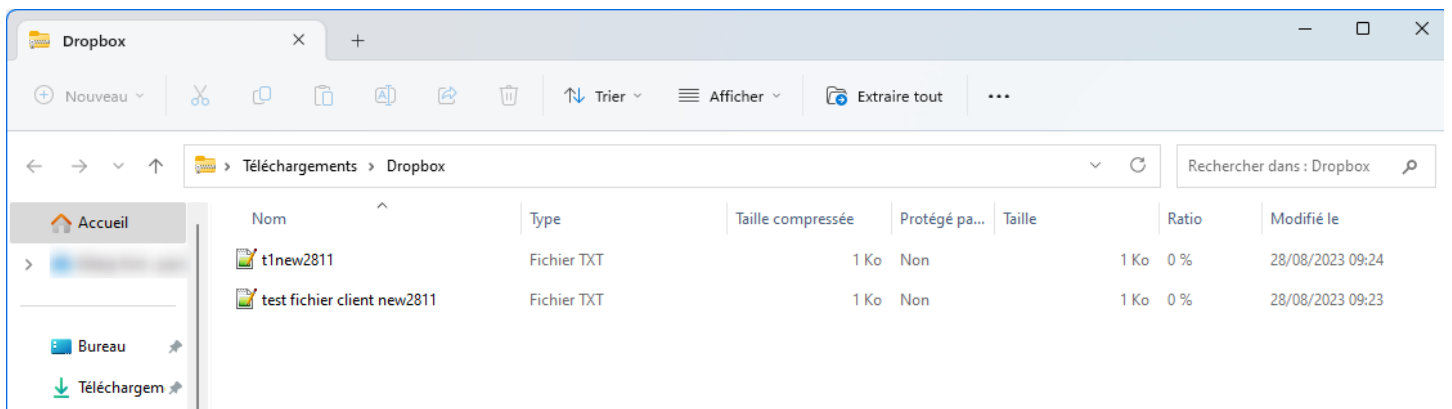 Dropbox
Nouveau Trier Afficher Extraire tout
Téléchargements Dropbox Rechercher dans : Dropbox
Accueil Nom Type Taille compressée Protégé pa... Taille Ratio Modifié le
t1new2811 Fichier TXT 1 Ko Non 1 Ko 0 % 28/08/2023 09:24
test fichier client new2811 Fichier TXT 1 Ko Non 1 Ko 0 % 28/08/2023 09:23
Bureau
Téléchargem